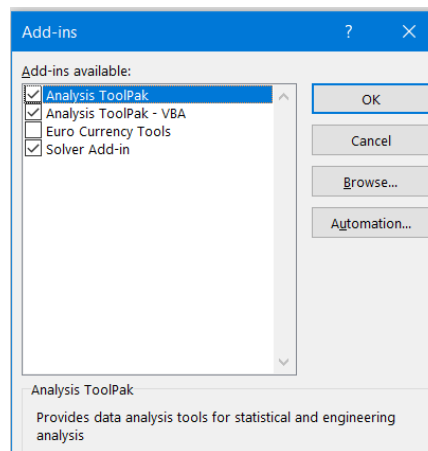 Add-ins
?
Add-ins available:
Analysis ToolPak
Analysis ToolPak - VBA
Euro Currency Tools
Solver Add-in
OK
Cancel
Browse...
Automation...
Analysis ToolPak
Provides data analysis tools for statistical and engineering
analysis